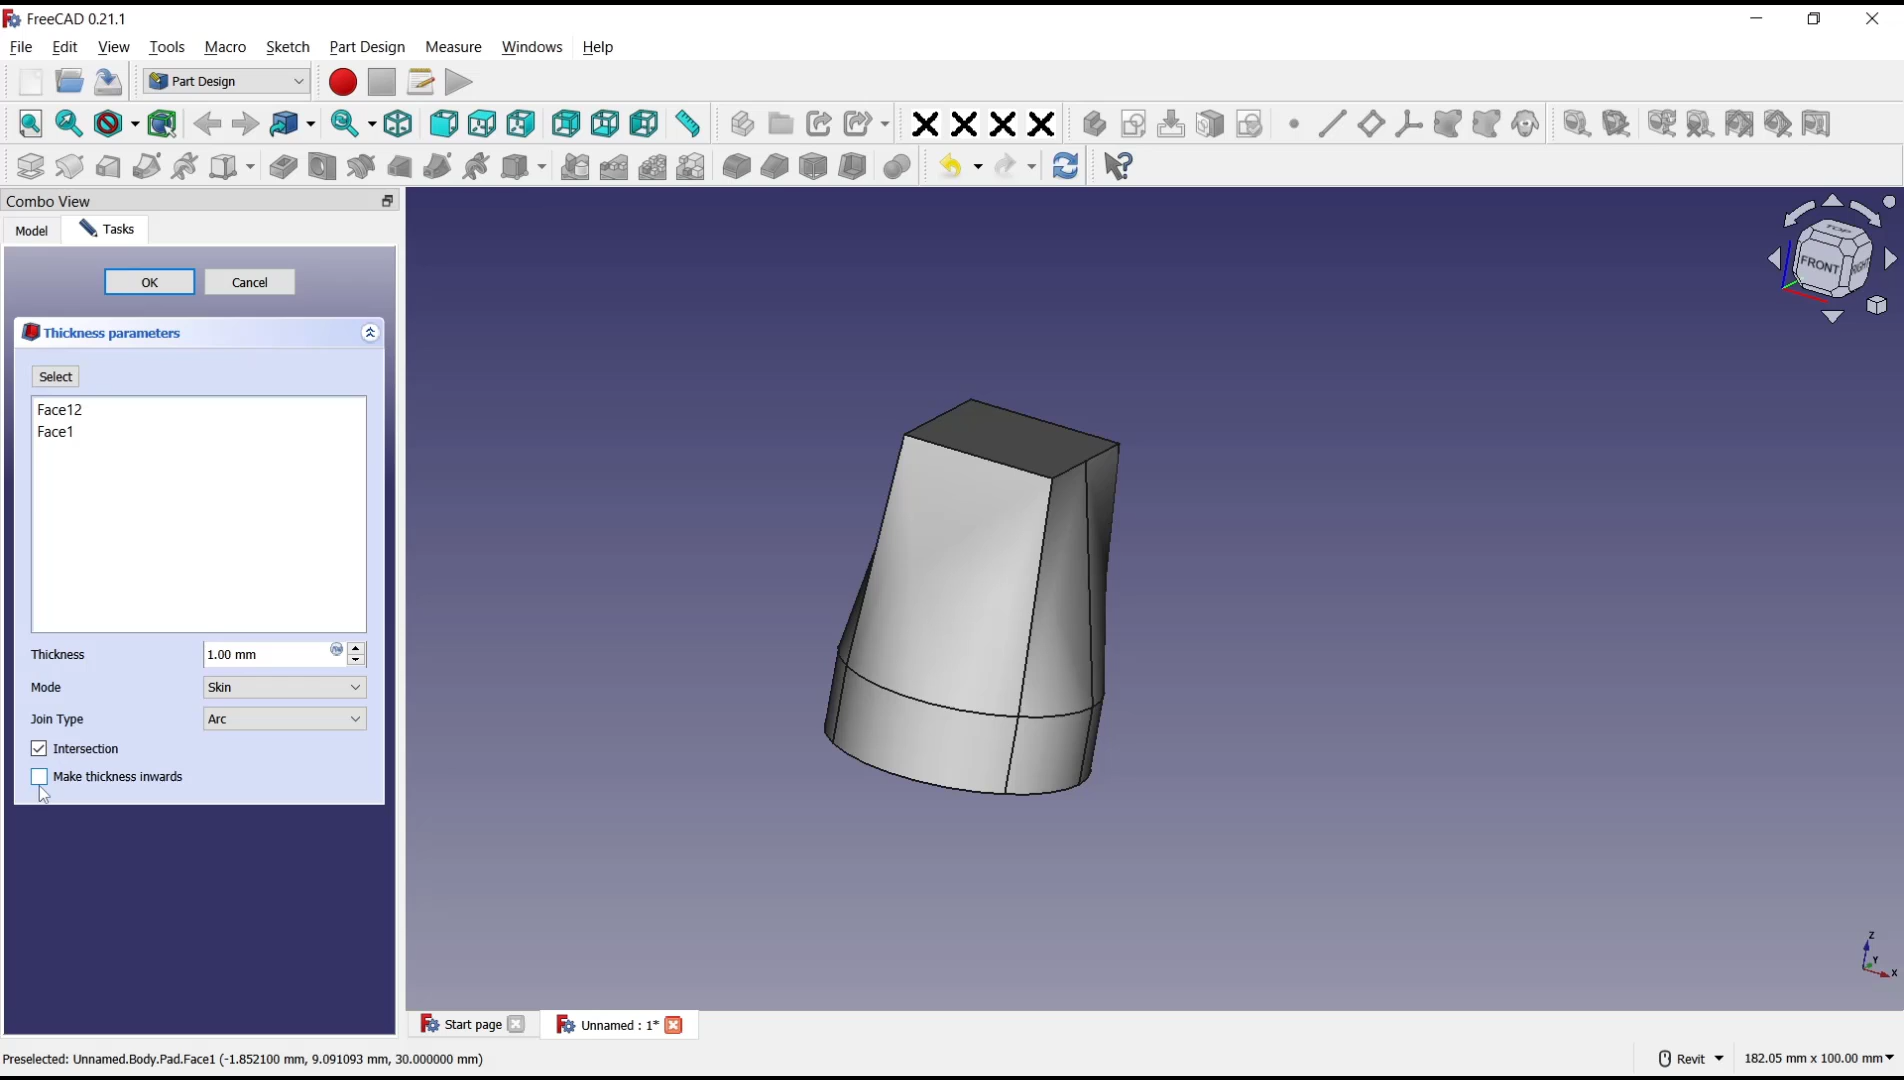 FreeCAD 0.21.1
File Edit View Tools Macro Sketch Part Design Measure Windows Help
Part Design
Combo View
Model Tasks
OK Cancel
Thickness parameters
Select
Face12
Face1
Thickness 1.00 mm
Mode Skin
Join Type Arc
Intersection
Make thickness inwards
TOP
FRONT RIGHT
Z
Y
X
Start page Unnamed : 1*
Preselected: Unnamed.Body.Pad.Face1 (-1.852100 mm, 9.091093 mm, 30.000000 mm) Revit 182.05 mm x 100.00 mm